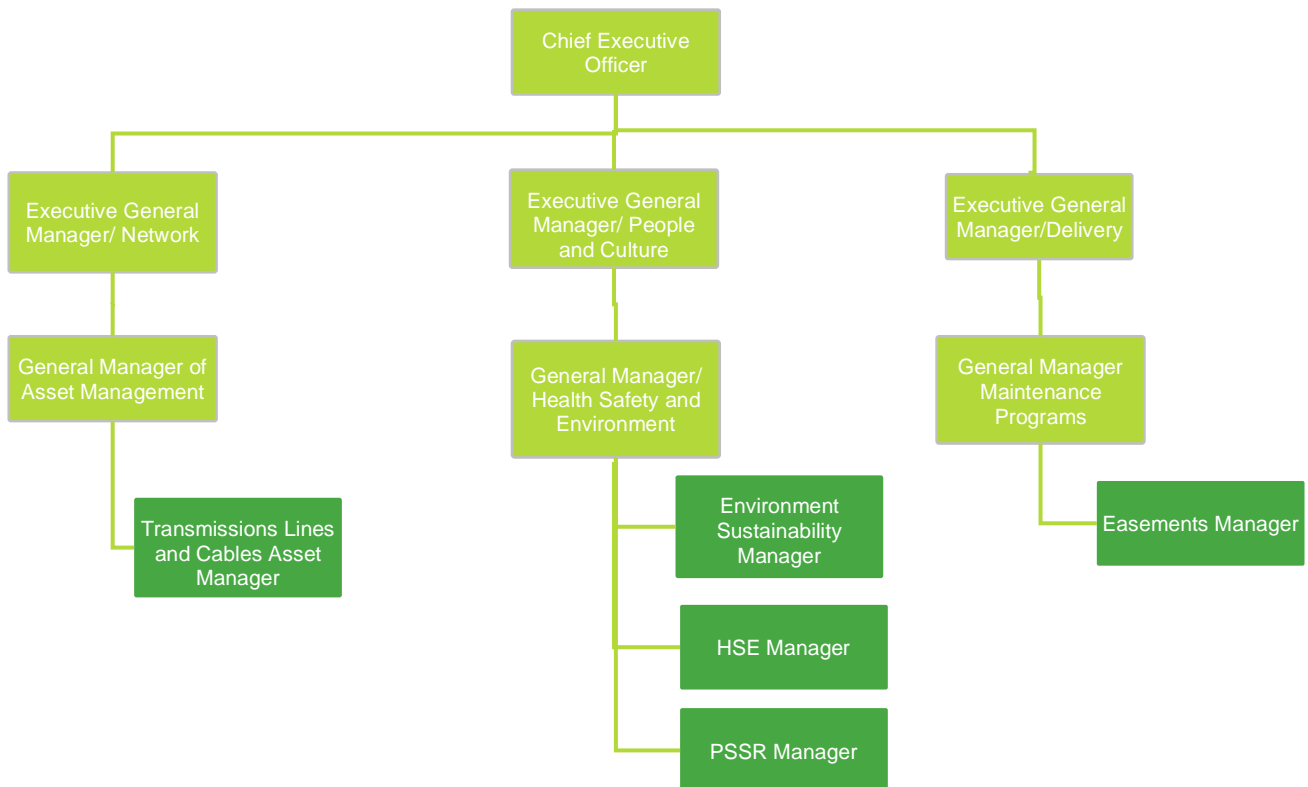 Chief Executive
Officer
Executive General
Manager/ Network
Executive General
Manager/ People
and Culture
Executive General
Manager/Delivery
General Manager of
Asset Management
General Manager/
Health Safety and
Environment
General Manager
Maintenance
Programs
Transmissions Lines
and Cables Asset
Manager
Environment
Sustainability
Manager
Easements Manager
HSE Manager
PSSR Manager